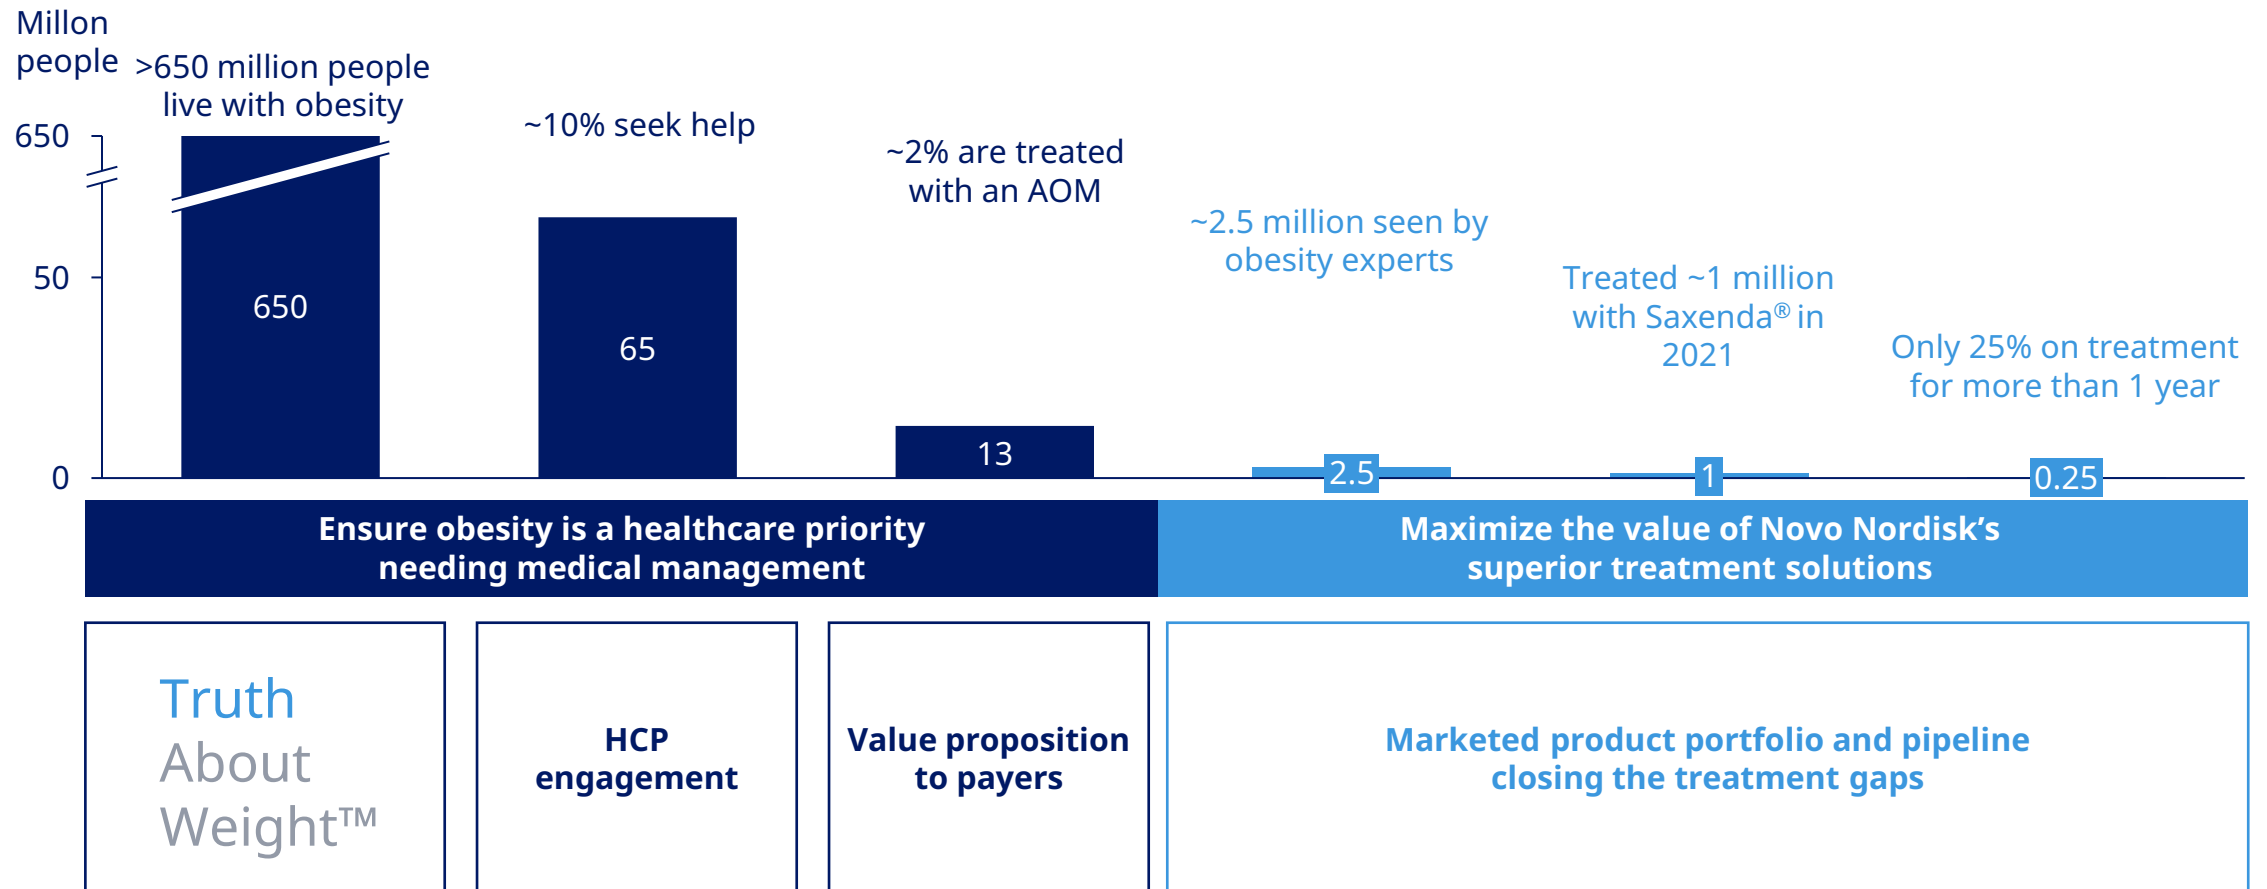 Millon
people
>650 million people
live with obesity
~10% seek help
~2% are treated
with an AOM
~2.5 million seen by
obesity experts
Treated ~1 million
with Saxenda® in
2021
Only 25% on treatment
for more than 1 year
650
50
0
650
65
13
2.5
1
0.25
Ensure obesity is a healthcare priority
needing medical management
Maximize the value of Novo Nordisk’s
superior treatment solutions
Truth
About
Weight™
HCP
engagement
Value proposition
to payers
Marketed product portfolio and pipeline
closing the treatment gaps